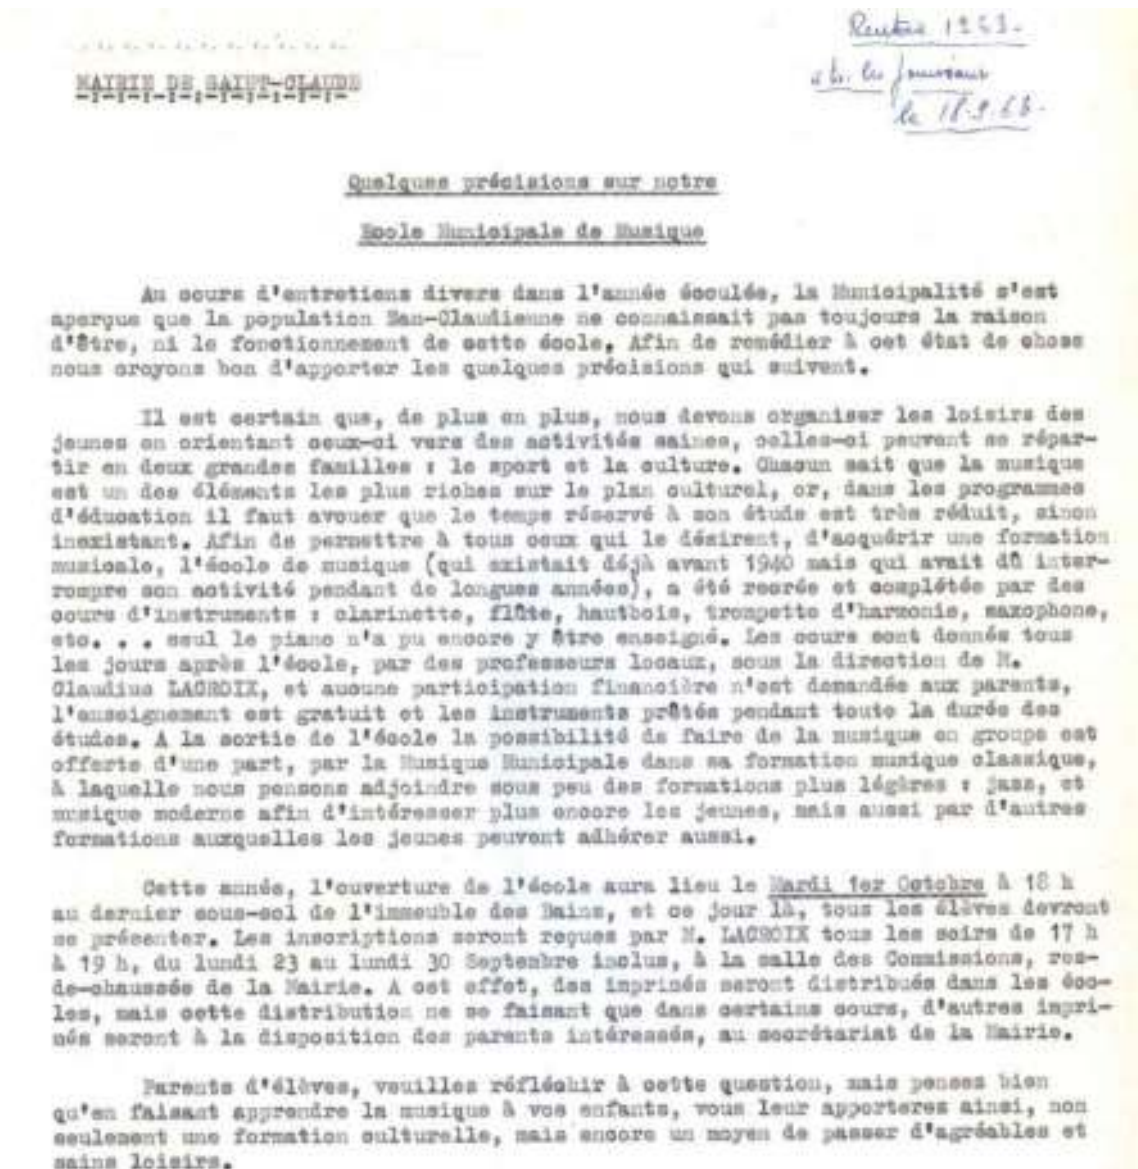 MAIRIE DE SAINT-CLAUDE
Rentrée 1963.
le 18.9.63.
Quelques précisions sur notre
Ecole Municipale de Musique
Au cours d'entretiens divers dans l'année écoulée, la Municipalité s'est
aperçue que la population San-Claudienne ne connaissait pas toujours la raison
d'être, ni le fonctionnement de cette école. Afin de remédier à cet état de chose
nous croyons bon d'apporter les quelques précisions qui suivent.
Il est certain que, de plus en plus, nous devons organiser les loisirs des
jeunes en orientant ceux-ci vers des activités saines, celles-ci peuvent se répar-
tir en deux grandes familles : le sport et la culture. Chacun sait que la musique
est un des éléments les plus riches sur le plan culturel, or, dans les programmes
d'éducation il faut avouer que le temps réservé à son étude est très réduit, sinon
inexistant. Afin de permettre à tous ceux qui le désirent, d'acquérir une formation
musicale, l'école de musique (qui existait déjà avant 1940 mais qui avait dû inter-
rompre son activité pendant de longues années), a été recrée et complétée par des
cours d'instruments : clarinette, flûte, hautbois, trompette d'harmonie, saxophone,
etc. . . seul le piano n'a pu encore y être enseigné. Les cours sont donnés tous
les jours après l'école, par des professeurs locaux, sous la direction de M.
Claudius LACROIX, et aucune participation financière n'est demandée aux parents,
l'enseignement est gratuit et les instruments prêtés pendant toute la durée des
études. A la sortie de l'école la possibilité de faire de la musique en groupe est
offerte d'une part, par la Musique Municipale dans sa formation musique classique,
à laquelle nous pensons adjoindre sous peu des formations plus légères : jazz, et
musique moderne afin d'intéresser plus encore les jeunes, mais aussi par d'autres
formations auxquelles les jeunes peuvent adhérer aussi.
Cette année, l'ouverture de l'école aura lieu le Mardi 1er Octobre à 18 h
au dernier sous-sol de l'immeuble des Bains, et ce jour là, tous les élèves devront
se présenter. Les inscriptions seront reçues par M. LACROIX tous les soirs de 17 h
à 19 h, du lundi 23 au lundi 30 Septembre inclus, à la salle des Commissions, rez-
de-chaussée de la Mairie. A cet effet, des imprimés seront distribués dans les éco-
les, mais cette distribution ne se faisant que dans certains cours, d'autres impri-
més seront à la disposition des parents intéressés, au secrétariat de la Mairie.
Parents d'élèves, veuillez réfléchir à cette question, mais pensez bien
qu'en faisant apprendre la musique à vos enfants, vous leur apporterez ainsi, non
seulement une formation culturelle, mais encore un moyen de passer d'agréables et
sains loisirs.